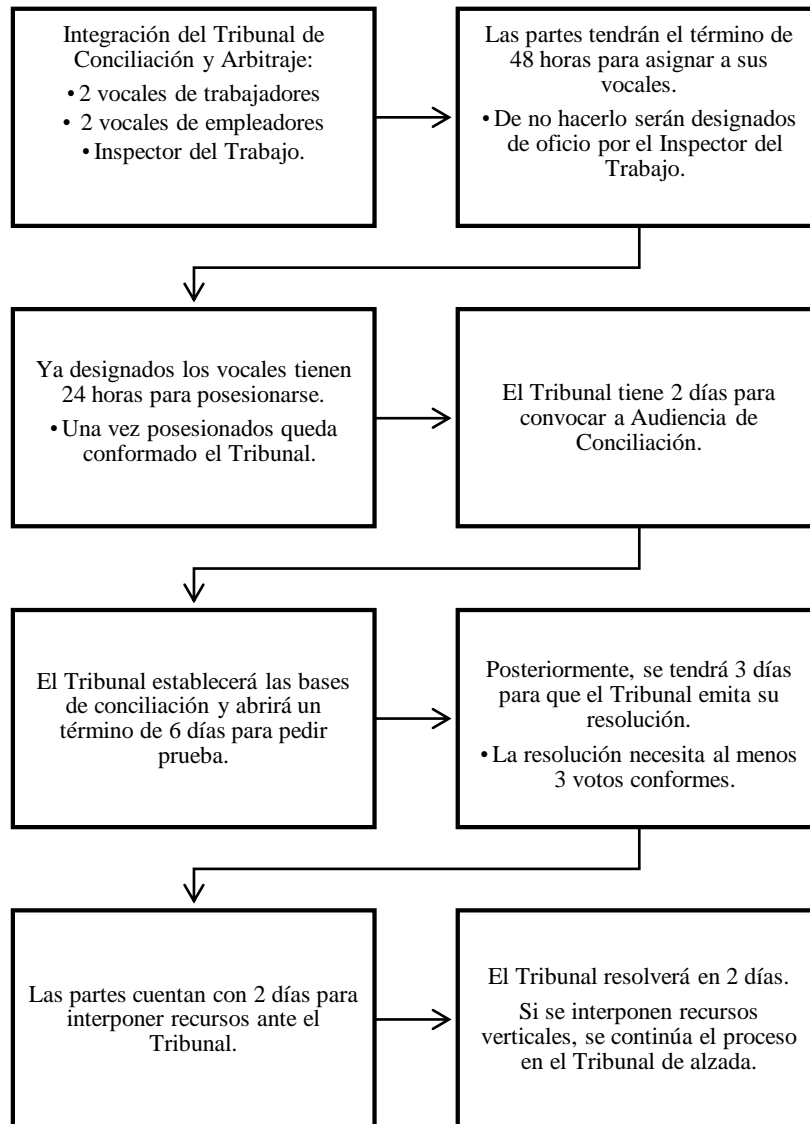 Integración del Tribunal de
Conciliación y Arbitraje:
• 2 vocales de trabajadores
• 2 vocales de empleadores
• Inspector del Trabajo.
Las partes tendrán el término de
48 horas para asignar a sus
vocales.
• De no hacerlo serán designados
de oficio por el Inspector del
Trabajo.
Ya designados los vocales tienen
24 horas para posesionarse.
• Una vez posesionados queda
conformado el Tribunal.
El Tribunal tiene 2 días para
convocar a Audiencia de
Conciliación.
El Tribunal establecerá las bases
de conciliación y abrirá un
término de 6 días para pedir
prueba.
Posteriormente, se tendrá 3 días
para que el Tribunal emita su
resolución.
• La resolución necesita al menos
3 votos conformes.
Las partes cuentan con 2 días para
interponer recursos ante el
Tribunal.
El Tribunal resolverá en 2 días.
Si se interponen recursos
verticales, se continúa el proceso
en el Tribunal de alzada.